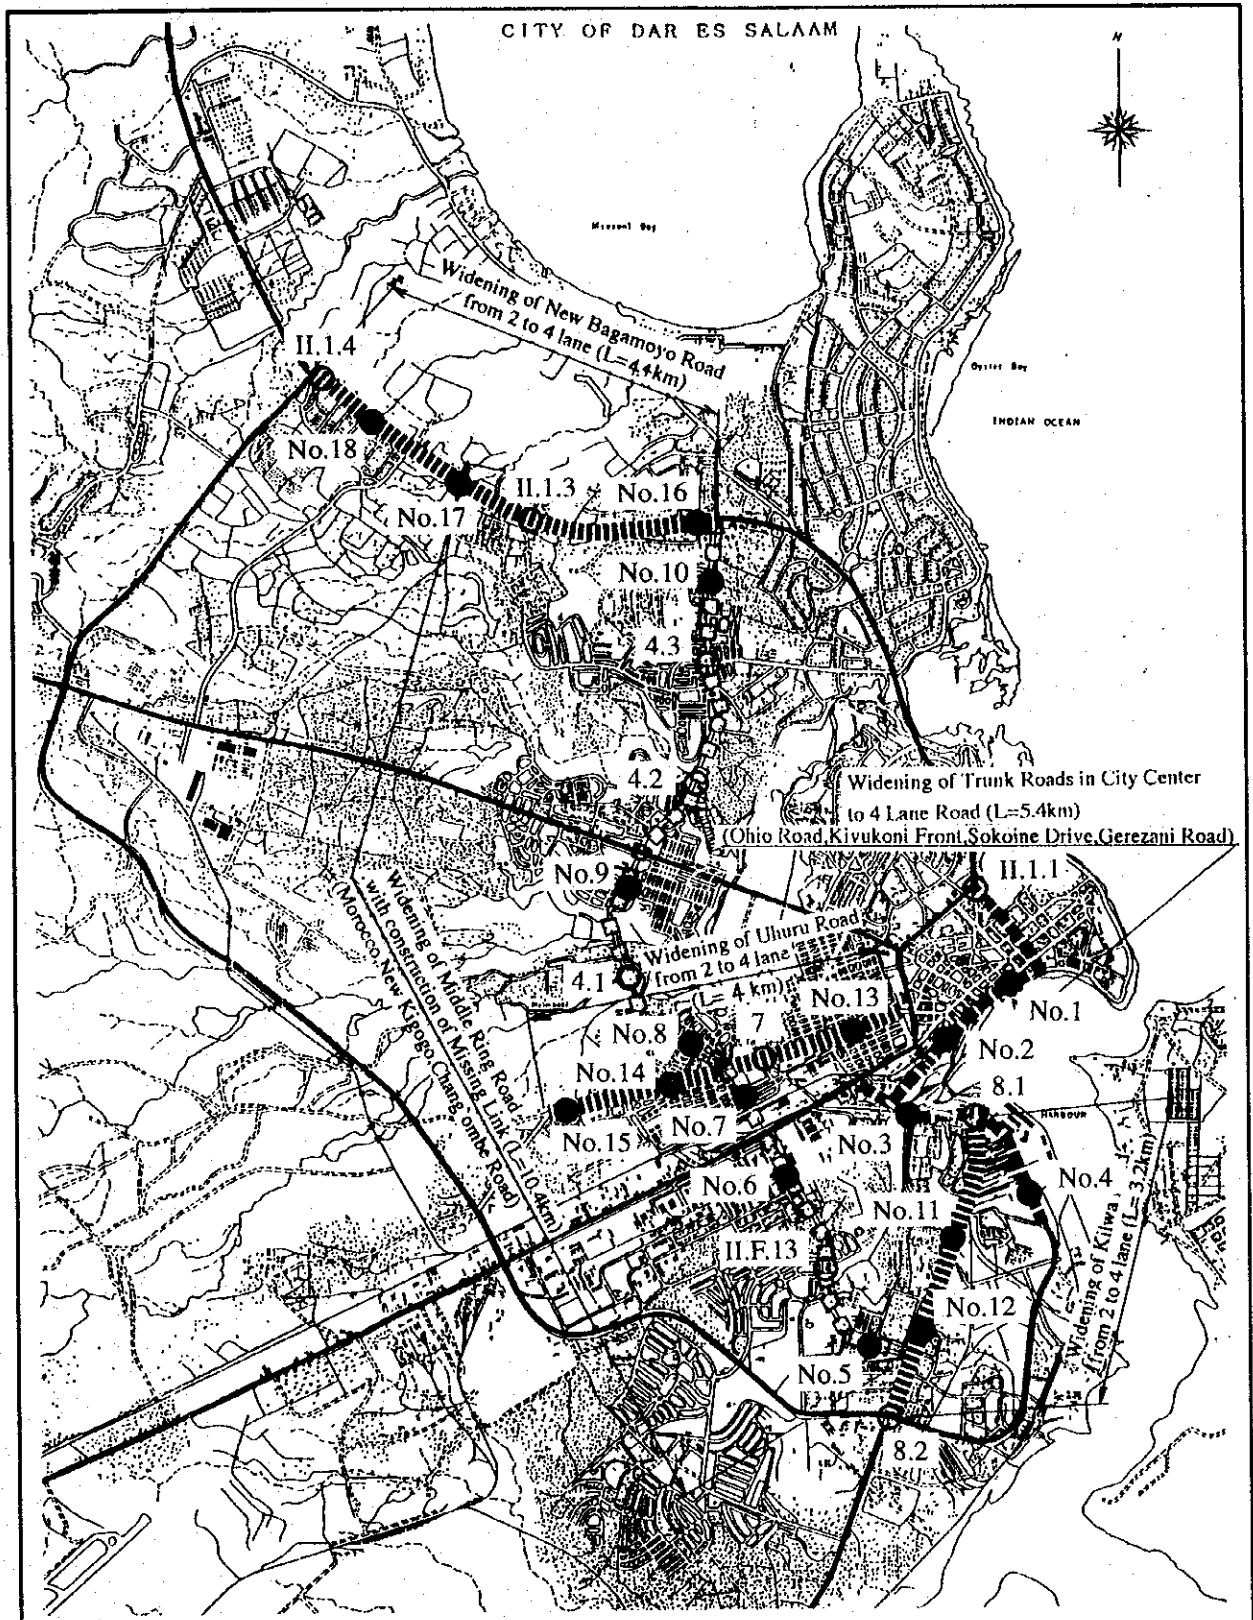 CITY OF DAR ES SALAAM
N
Widening of New Bagamoyo Road
from 2 to 4 lane (L=4.4km)
Oyster Bay
INDIAN OCEAN
II.1.4
No.18
No.17
II.1.3
No.16
No.10
4.3
4.2
Widening of Trunk Roads in City Center
to 4 Lane Road (L=5.4km)
(Ohio Road,Kivukoni Front,Sokoine Drive,Gerezani Road)
II.1.1
No.9
Widening of Uhuru Road
from 2 to 4 lane
(L= 4 km)
4.1
No.13
No.1
No.8
7
No.2
Widening of Middle Ring Road
with construction of Missing Link (L=10.4km)
(Morocco,New Kigogo,Chang'ombe Road)
No.14
8.1
HARBOUR
No.15
No.7
No.3
No.6
No.4
No.11
II.F.13
Widening of Kilwa
from 2 to 4 lane (L=3.2km)
No.12
No.5
8.2